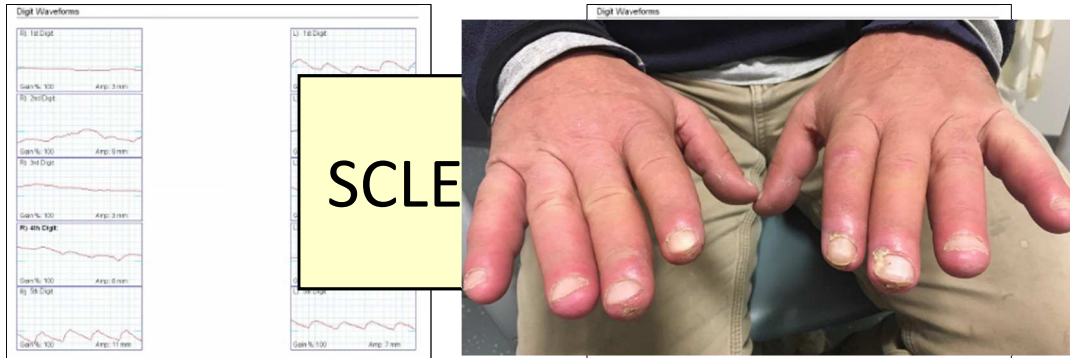 Digit Waveforms
R) 1st Digit
Gain %: 100 Amp: 3 mm
R) 2nd Digit
Gain %: 100 Amp: 9 mm
R) 3rd Digit
Gain %: 100 Amp: 3 mm
R) 4th Digit
Gain %: 100 Amp: 6 mm
R) 5th Digit
Gain %: 100 Amp: 11 mm
L) 1st Digit
Gain %: 100 Amp: 7 mm
SCLE
Digit Waveforms